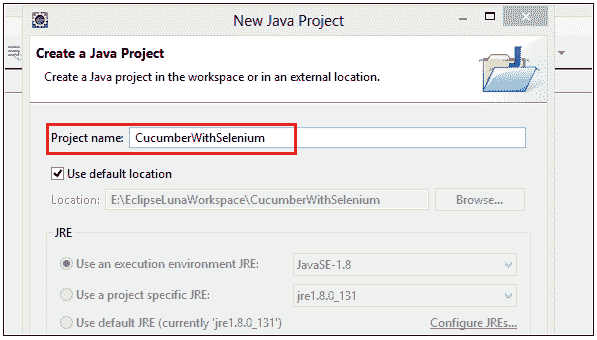 New Java Project
Create a Java Project
Create a Java project in the workspace or in an external location.
Project name: CucumberWithSelenium
Use default location
Location: E:\EclipseLunaWorkspace\CucumberWithSelenium Browse...
JRE
Use an execution environment JRE: JavaSE-1.8
Use a project specific JRE: jre1.8.0_131
Use default JRE (currently 'jre1.8.0_131') Configure JREs...